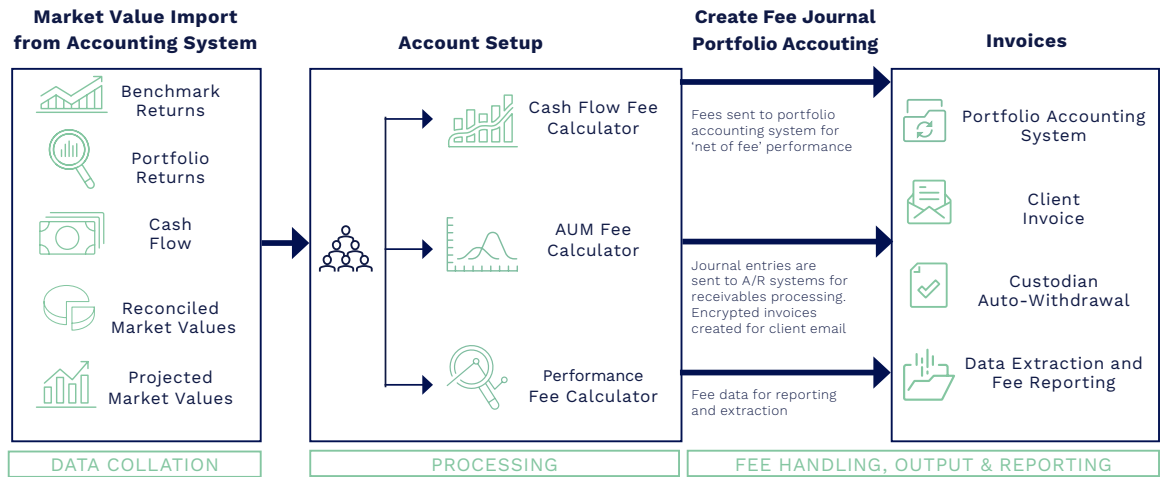 Market Value Import
from Accounting System
Benchmark
Returns
Portfolio
Returns
Cash
Flow
Reconciled
Market Values
Projected
Market Values
DATA COLLATION
Account Setup
Cash Flow Fee
Calculator
AUM Fee
Calculator
Performance
Fee Calculator
PROCESSING
Create Fee Journal
Portfolio Accouting
Fees sent to portfolio
accounting system for
‘net of fee’ performance
Journal entries are
sent to A/R systems for
receivables processing.
Encrypted invoices
created for client email
Fee data for reporting
and extraction
Invoices
Portfolio Accounting
System
Client
Invoice
Custodian
Auto-Withdrawal
Data Extraction and
Fee Reporting
FEE HANDLING, OUTPUT & REPORTING